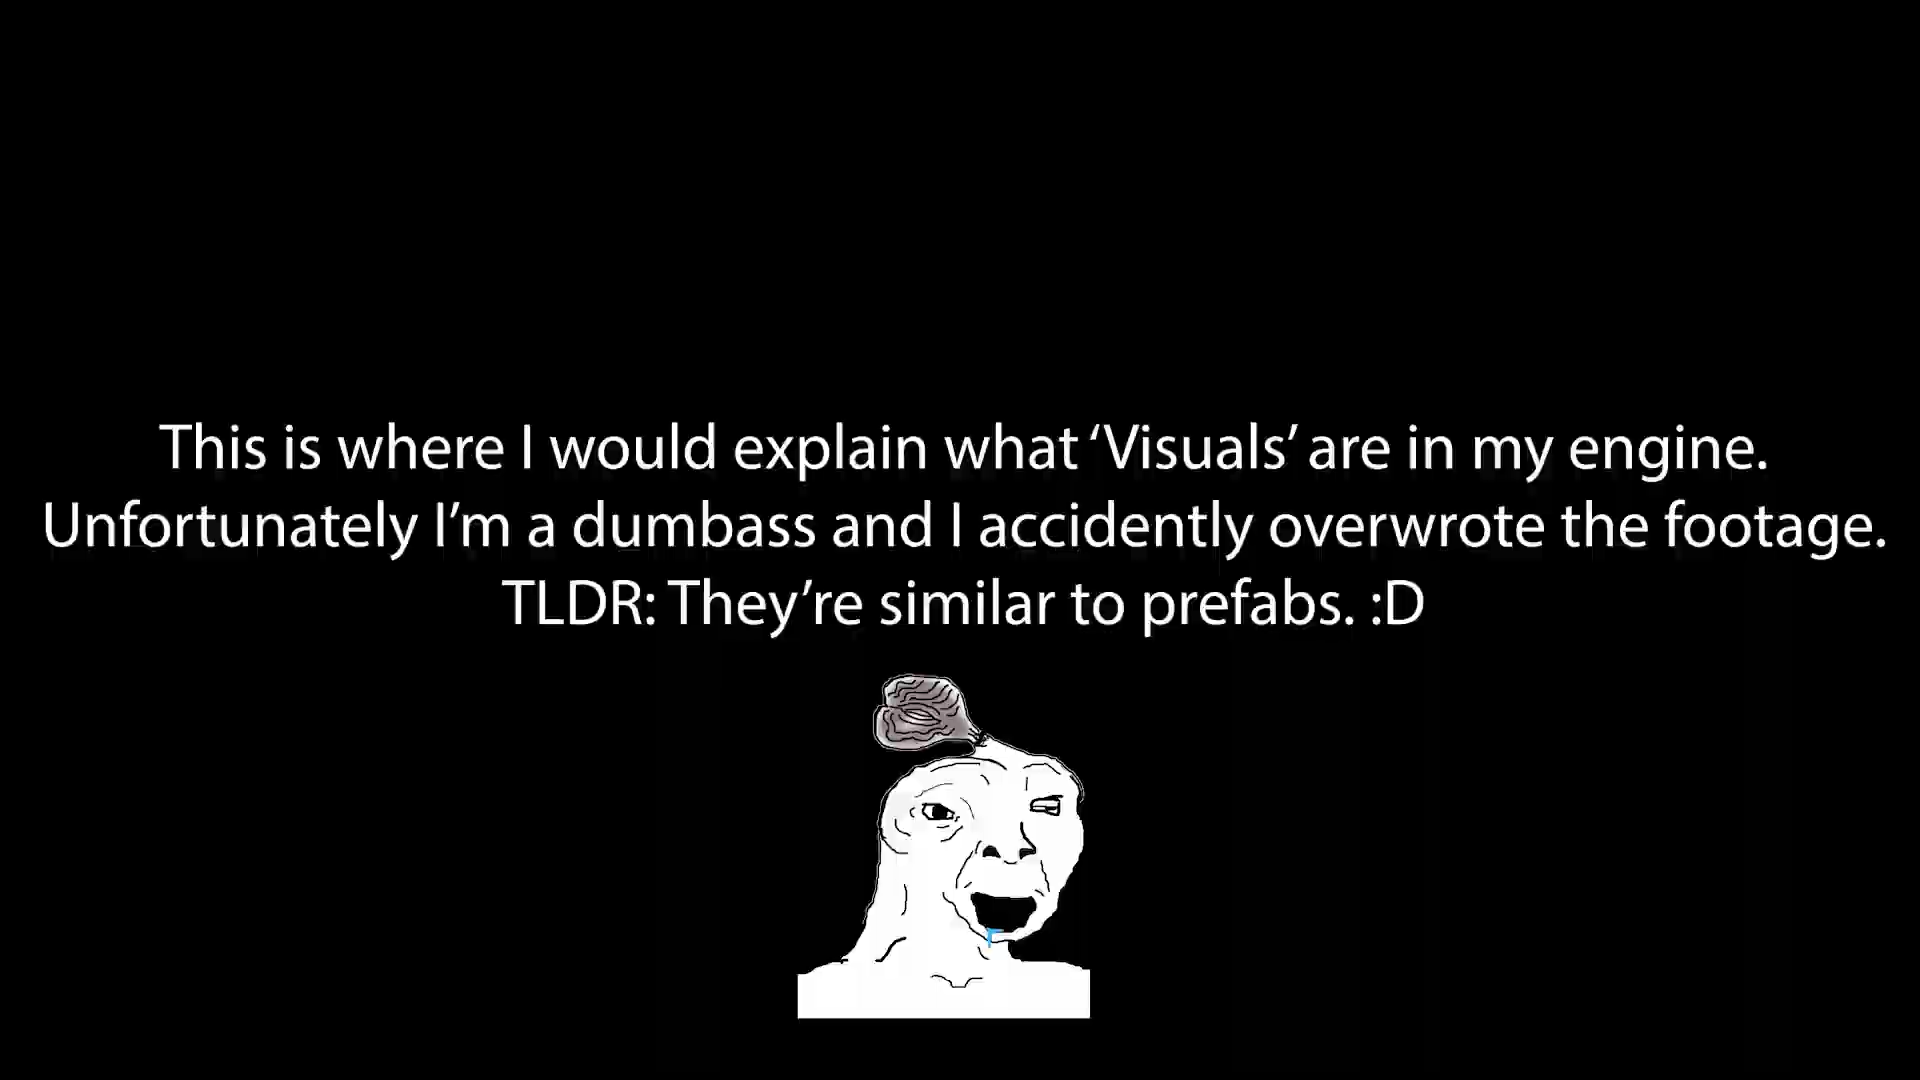 This is where I would explain what ‘Visuals’ are in my engine.
Unfortunately I’m a dumbass and I accidently overwrote the footage.
TLDR: They’re similar to prefabs. :D